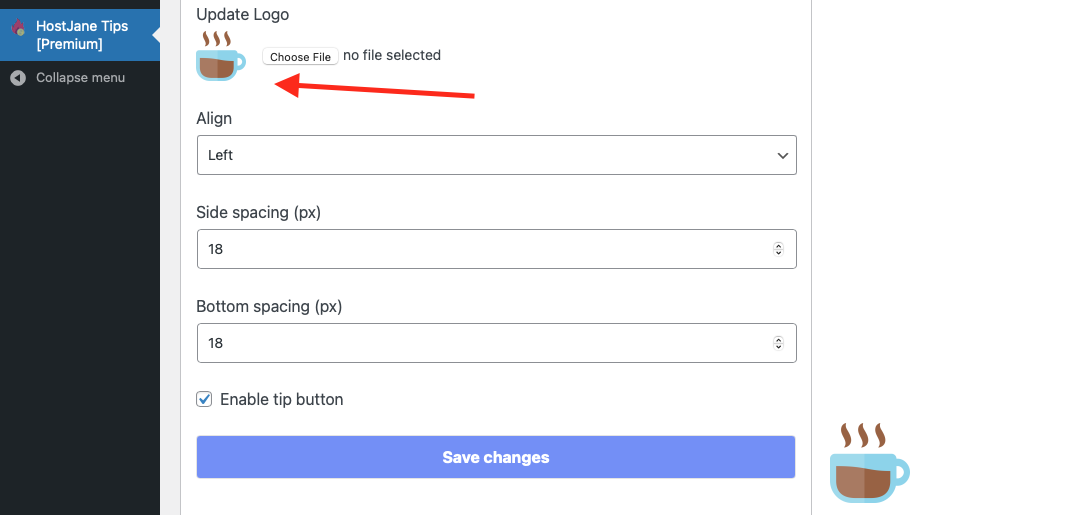 HostJane Tips
[Premium]
Collapse menu
Update Logo
Choose File no file selected
Align
Left
Side spacing (px)
18
Bottom spacing (px)
18
Enable tip button
Save changes